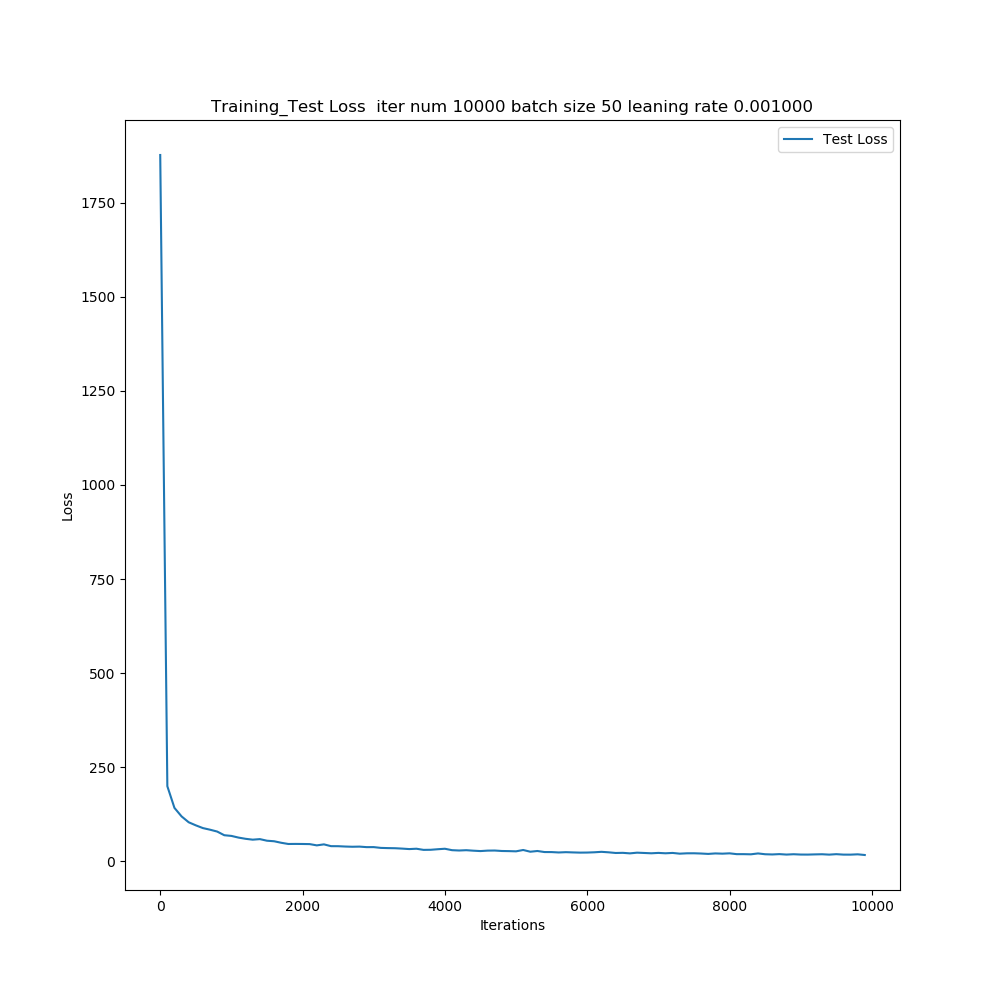 Training_Test Loss  iter num 10000 batch size 50 leaning rate 0.001000
Test Loss
1750
1500
1250
1000
750
500
250
0
Loss
0 2000 4000 6000 8000 10000
Iterations